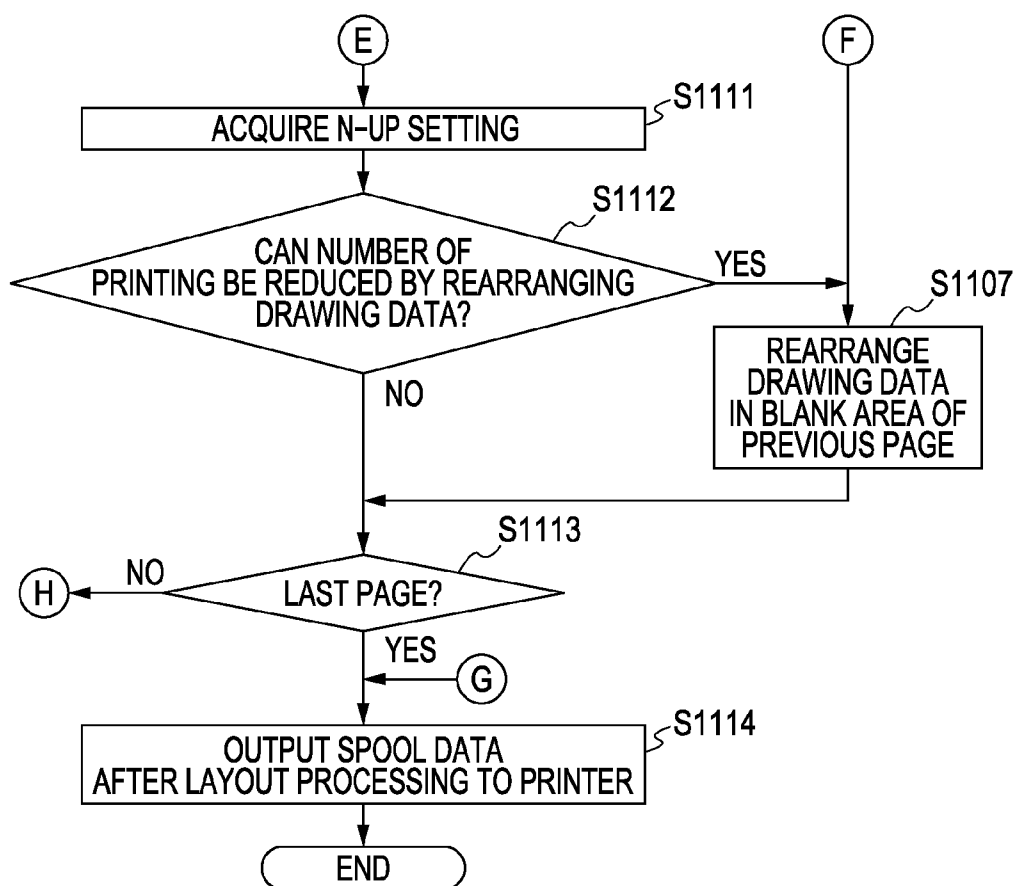 E
F
S1111
ACQUIRE N-UP SETTING
S1112
CAN NUMBER OF
PRINTING BE REDUCED BY REARRANGING
DRAWING DATA?
YES
S1107
REARRANGE
DRAWING DATA
IN BLANK AREA OF
PREVIOUS PAGE
NO
S1113
LAST PAGE?
NO
H
YES
G
S1114
OUTPUT SPOOL DATA
AFTER LAYOUT PROCESSING TO PRINTER
END